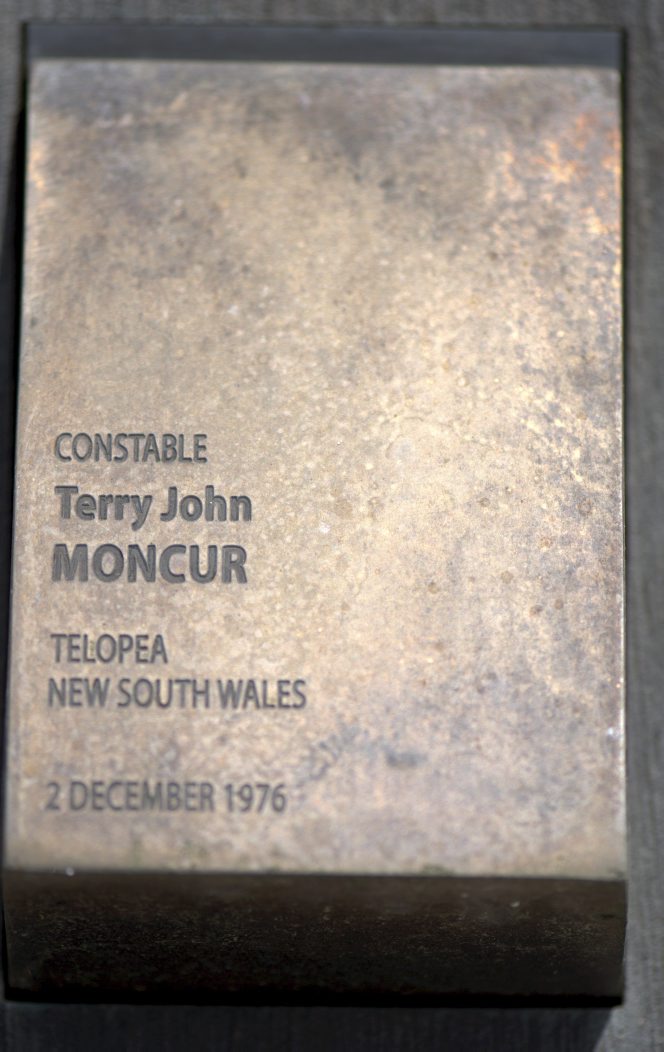 CONSTABLE
Terry John
MONCUR
TELOPEA
NEW SOUTH WALES
2 DECEMBER 1976